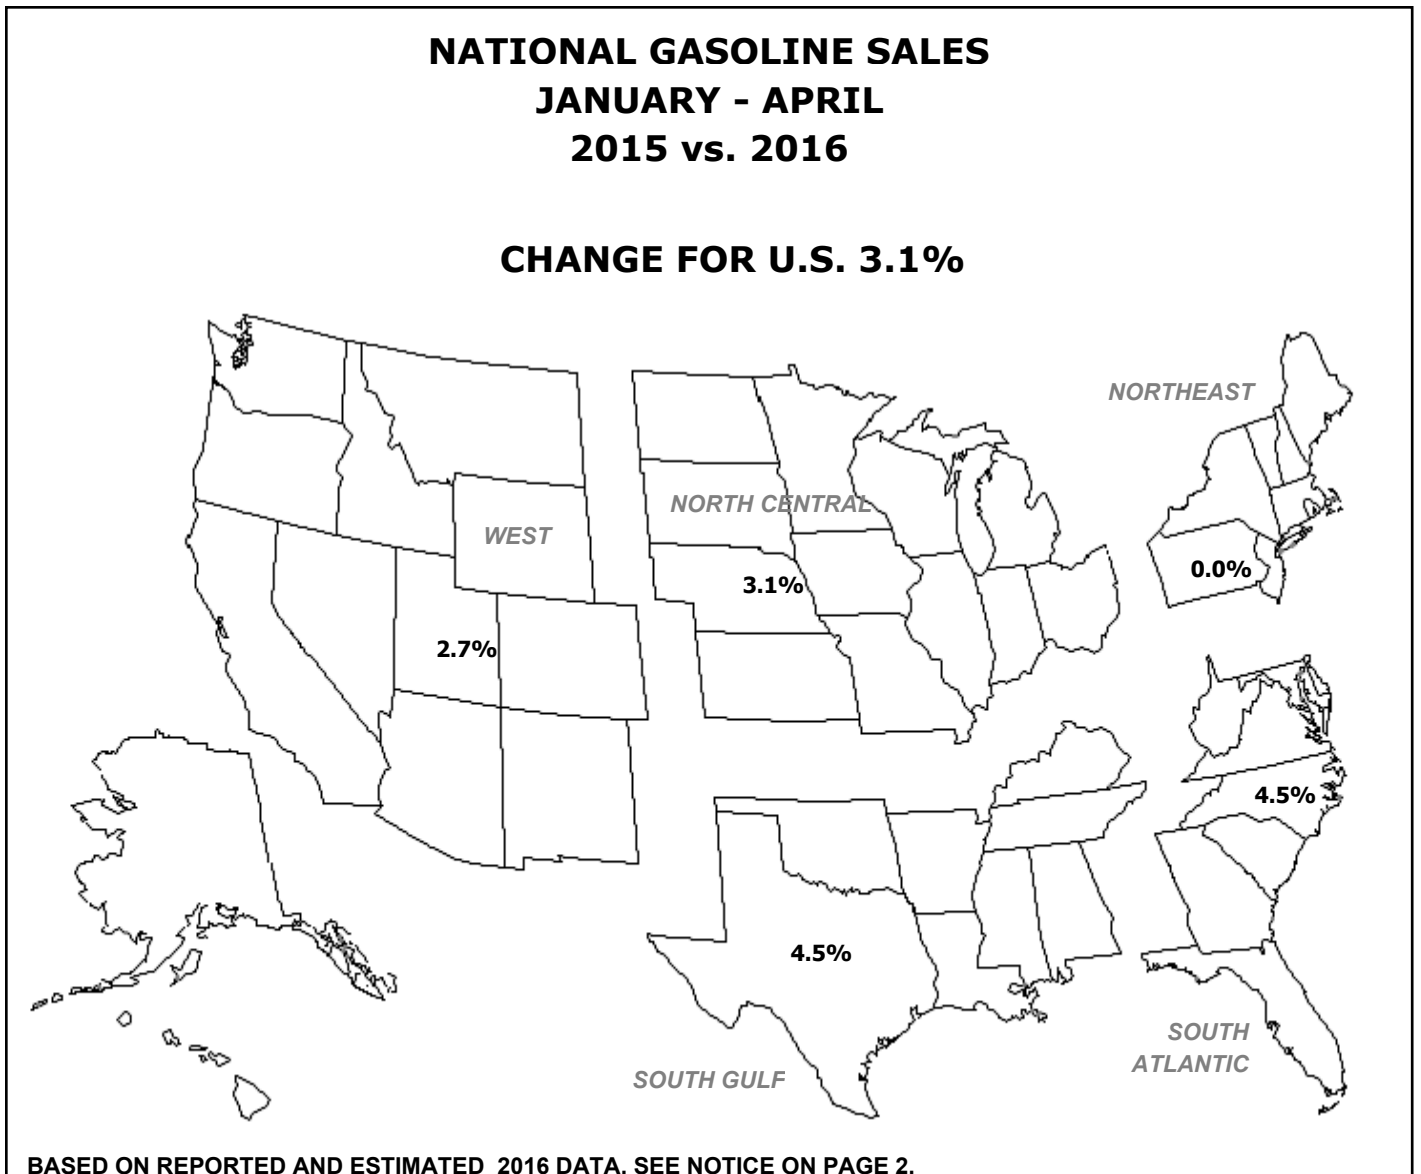 NATIONAL GASOLINE SALES
JANUARY - APRIL
2015 vs. 2016
CHANGE FOR U.S. 3.1%
NORTHEAST
NORTH CENTRAL
WEST
0.0%
3.1%
2.7%
4.5%
4.5%
SOUTH
ATLANTIC
SOUTH GULF
BASED ON REPORTED AND ESTIMATED  2016 DATA. SEE NOTICE ON PAGE 2.